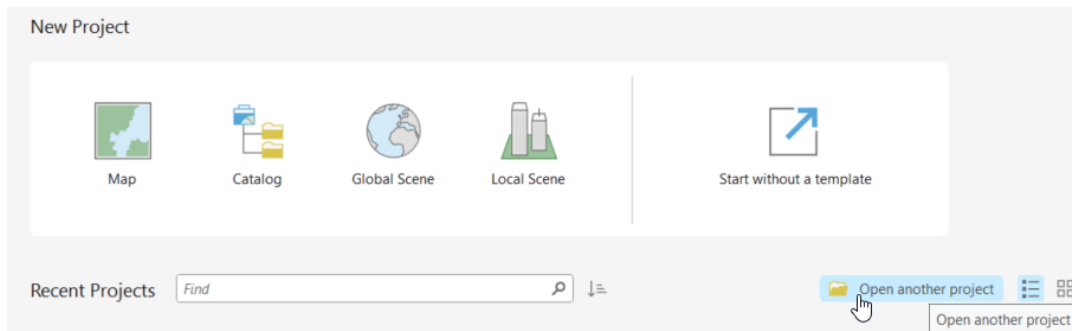 New Project
Map Catalog Global Scene Local Scene Start without a template
Recent Projects Find Open another project
Open another project